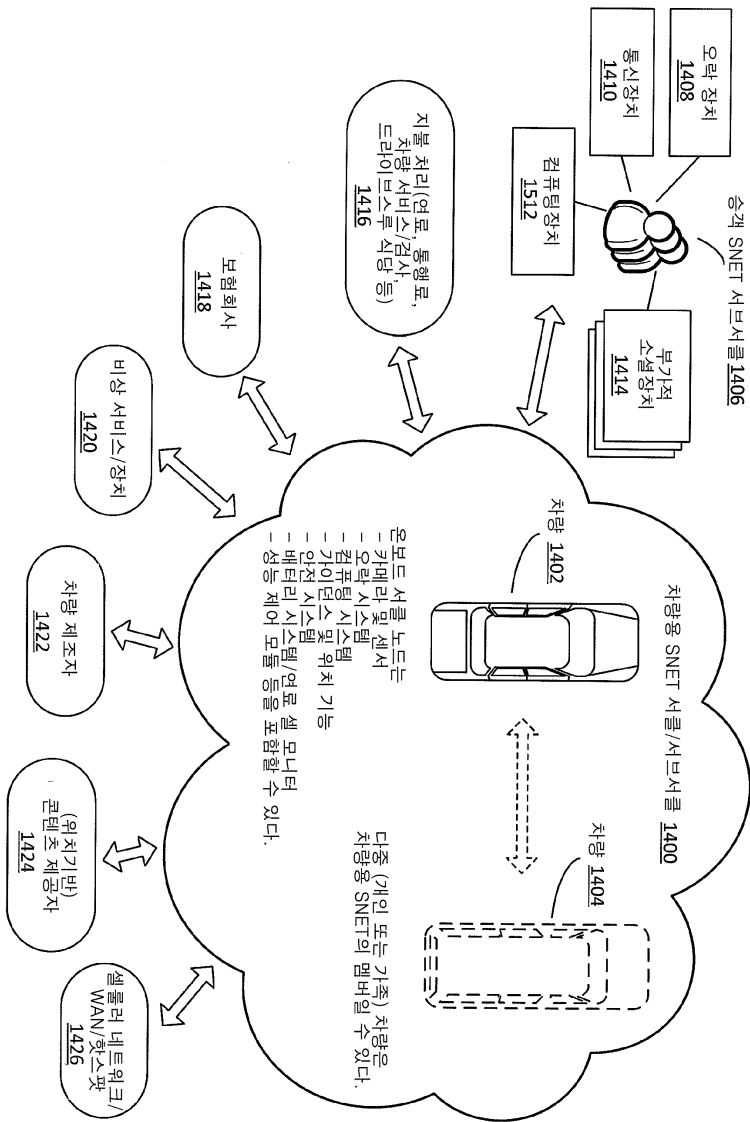 승객 SNET 서브서클 1406
오락 장치
1408
통신장치
1410
컴퓨팅장치
1512
부가적
소셜장치
1414
지불 처리(연료, 통행료,
차량 서비스/검사,
드라이브스루 식당 등)
1416
보험회사
1418
비상 서비스/장치
1420
차량 제조자
1422
(위치기반)
콘텐츠 제공자
1424
셀룰러 네트워크/
WAN/핫스팟
1426
차량용 SNET 서클/서브서클 1400
차량 1402
차량 1404
온보드 서클 노드는
- 카메라 및 센서
- 오락 시스템
- 컴퓨팅 시스템
- 가이던스 및 위치 기능
- 안전 시스템
- 배터리 시스템/연료 셀 모니터
- 성능 제어 모듈 등을 포함할 수 있다.
다중 (개인 또는 가족) 차량은
차량용 SNET의 멤버일 수 있다.